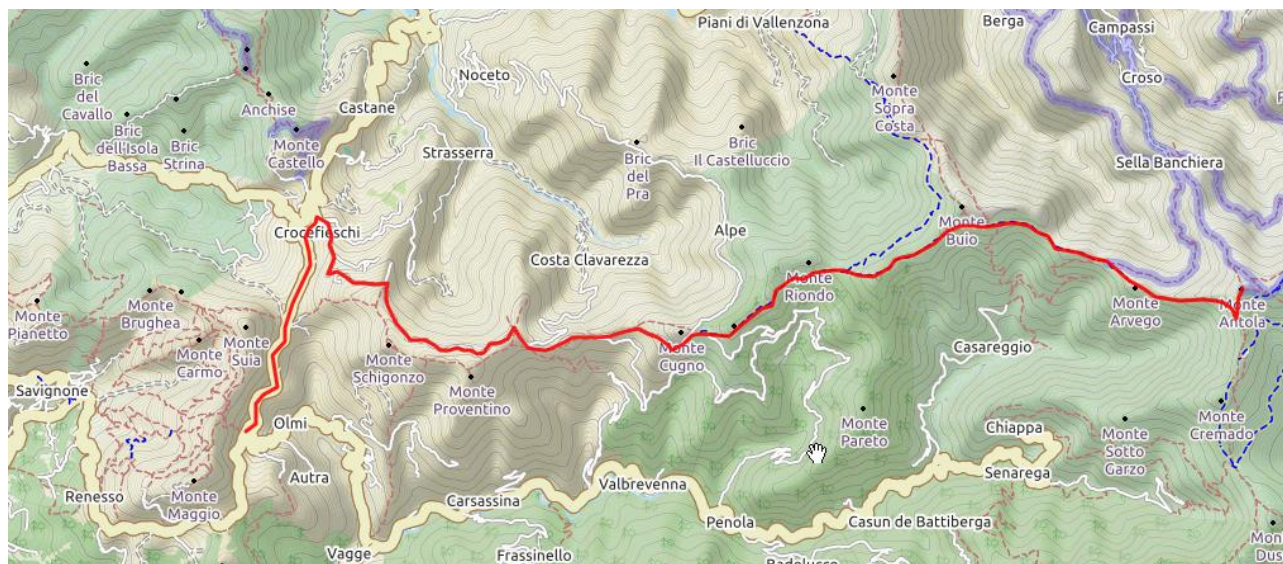 Piani di Vallenzona
Berga
Campassi
Croso
Noceto
Bric
del
Cavallo
Anchise
Castane
Monte
Sopra
Costa
Bric
dell'Isola
Bassa
Bric
Strina
Monte
Castello
Strasserra
Bric
del
Pra
Bric
Il Castelluccio
Sella Banchiera
Crocefieschi
Costa Clavarezza
Alpe
Monte
Buio
Monte
Pianetto
Monte
Brughea
Monte
Riondo
Monte
Arvego
Monte
Antola
Monte
Carmo
Monte
Suia
Monte
Schigonzo
Monte
Cugno
Casareggio
Savignone
Monte
Proventino
Olmi
Monte
Pareto
Chiappa
Monte
Sotto
Garzo
Monte
Cremado
Renesso
Monte
Maggio
Autra
Carsassina
Valbrevenna
Senarega
Penola
Casun de Battiberga
Vagge
Frassinello